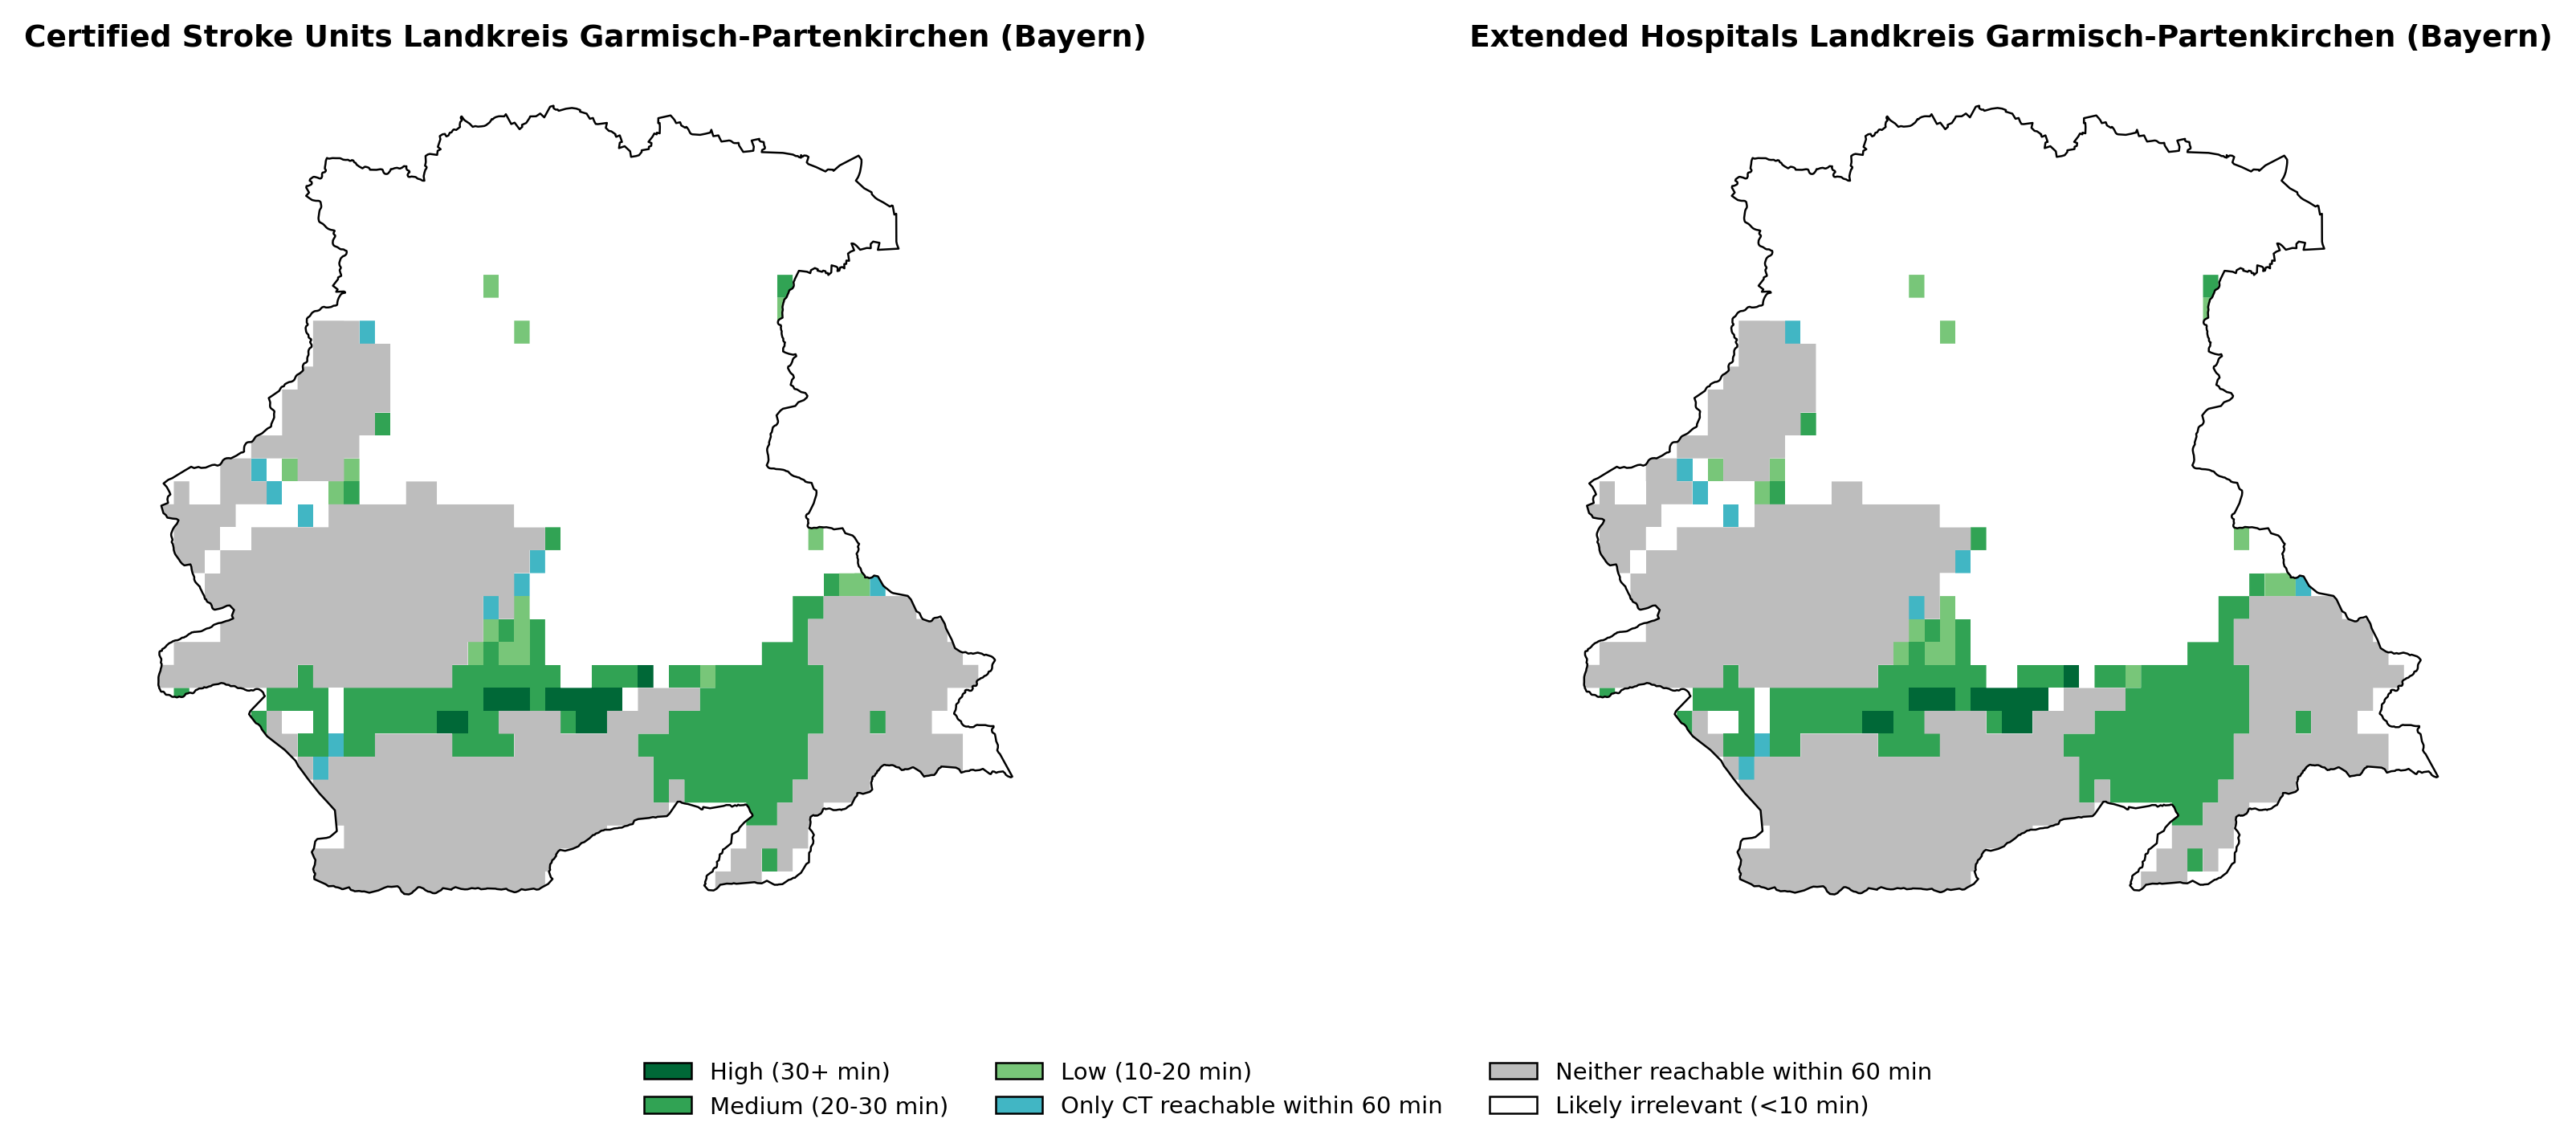 Certified Stroke Units Landkreis Garmisch-Partenkirchen (Bayern)
Extended Hospitals Landkreis Garmisch-Partenkirchen (Bayern)
High (30+ min)
Medium (20-30 min)
Low (10-20 min)
Only CT reachable within 60 min
Neither reachable within 60 min
Likely irrelevant (<10 min)